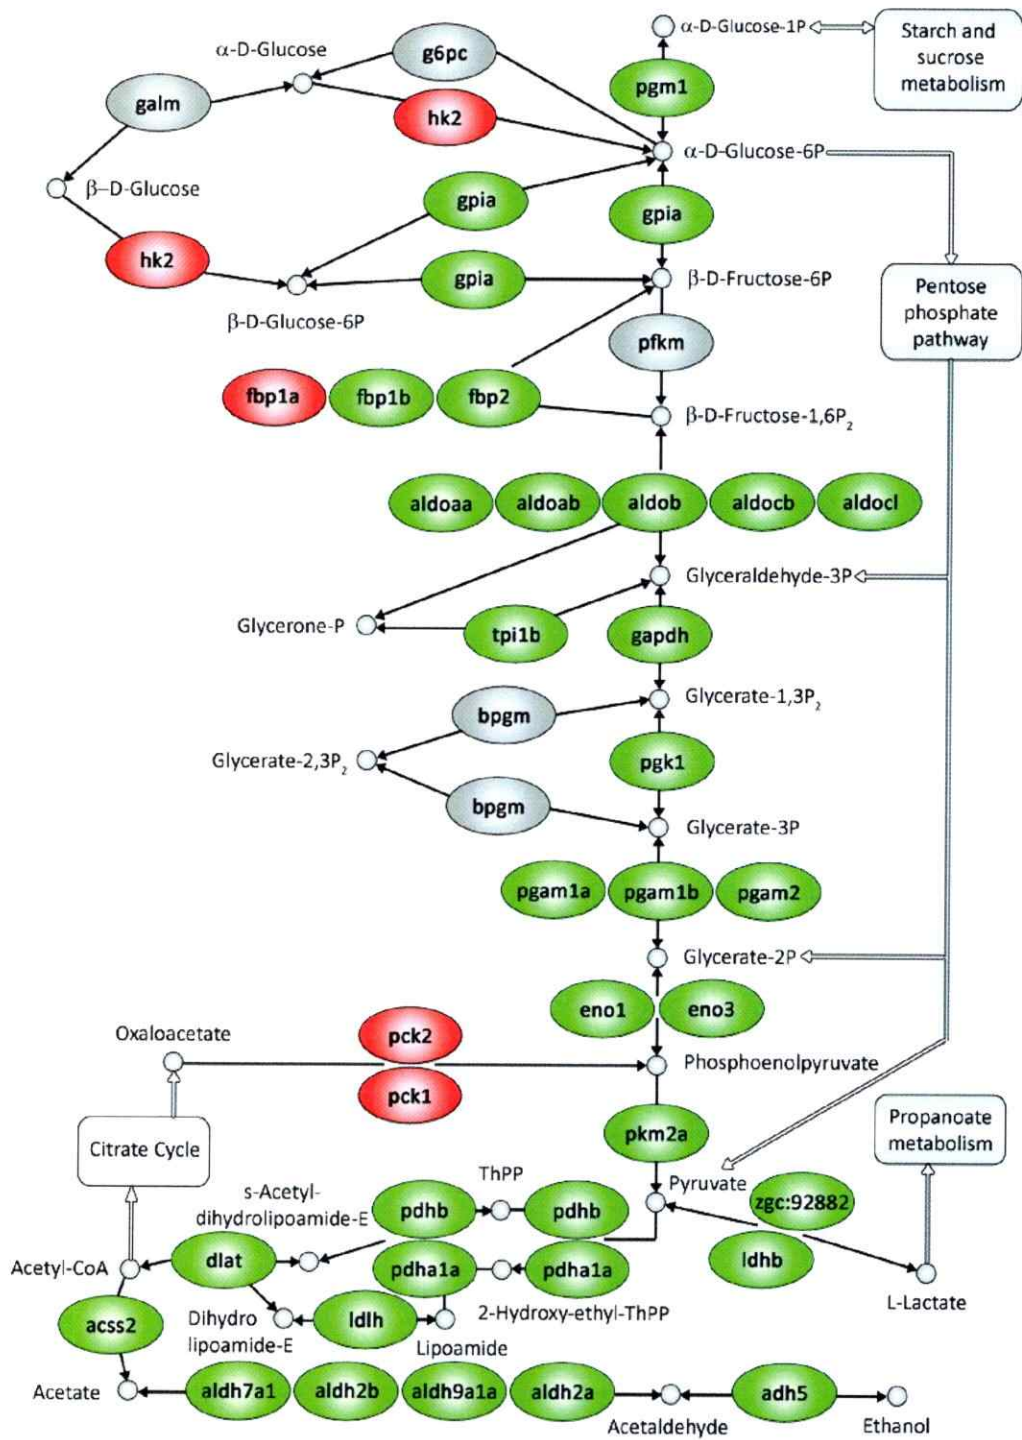 α-D-Glucose
g6pc
α-D-Glucose-1P
Starch and
sucrose
metabolism
galm
hk2
pgm1
α-D-Glucose-6P
β–D-Glucose
gpia
gpia
hk2
gpia
β-D-Fructose-6P
Pentose
phosphate
pathway
β-D-Glucose-6P
pfkm
fbp1a
fbp1b
fbp2
β-D-Fructose-1,6P₂
aldoaa
aldoab
aldob
aldocb
aldocl
Glyceraldehyde-3P
Glycerone-P
tpi1b
gapdh
Glycerate-1,3P₂
bpgm
Glycerate-2,3P₂
pgk1
bpgm
Glycerate-3P
pgam1a
pgam1b
pgam2
Glycerate-2P
eno1
eno3
Oxaloacetate
pck2
Phosphoenolpyruvate
pck1
Citrate Cycle
pkm2a
Propanoate
metabolism
ThPP
Pyruvate
s-Acetyl-
dihydrolipoamide-E
pdhb
pdhb
zgc:92882
Acetyl-CoA
dlat
pdha1a
pdha1a
ldhb
L-Lactate
acss2
Dihydro
lipoamide-E
ldlh
2-Hydroxy-ethyl-ThPP
Lipoamide
Acetate
aldh7a1
aldh2b
aldh9a1a
aldh2a
Acetaldehyde
adh5
Ethanol